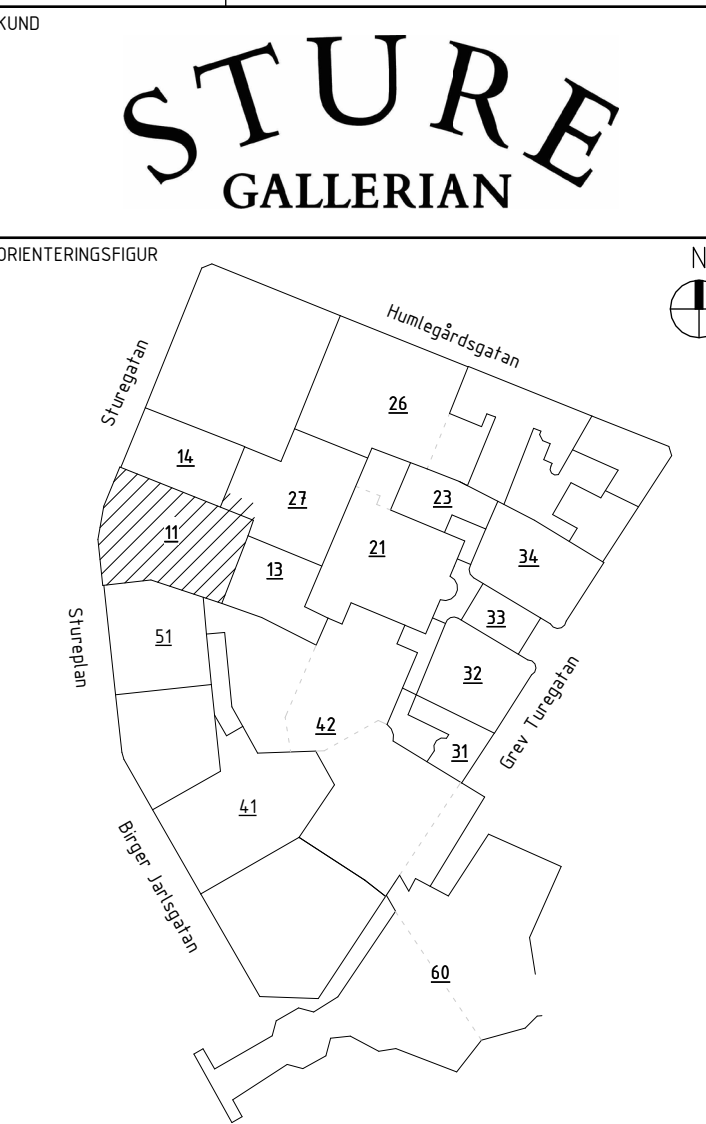 KUND
STURE
GALLERIAN
ORIENTERINGSFIGUR
N
Humlegårdsgatan
Sturegatan
26
14
27
23
11
21
34
13
33
51
Stureplan
32
42
Grev Turegatan
31
41
Birger Jarlsgatan
60